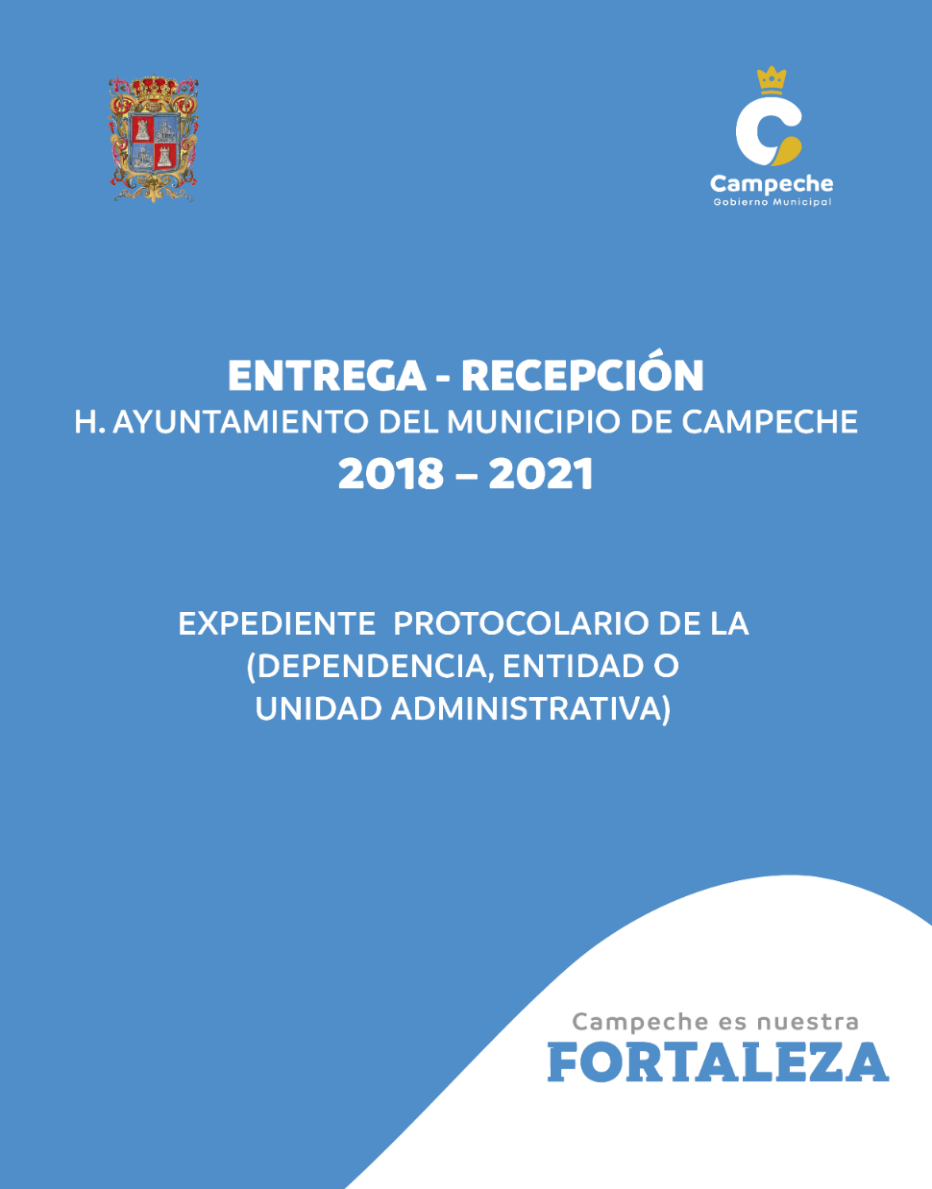 Campeche
Gobierno Municipal
ENTREGA - RECEPCIÓN
H. AYUNTAMIENTO DEL MUNICIPIO DE CAMPECHE
2018 – 2021
EXPEDIENTE PROTOCOLARIO DE LA
(DEPENDENCIA, ENTIDAD O
UNIDAD ADMINISTRATIVA)
Campeche es nuestra
FORTALEZA